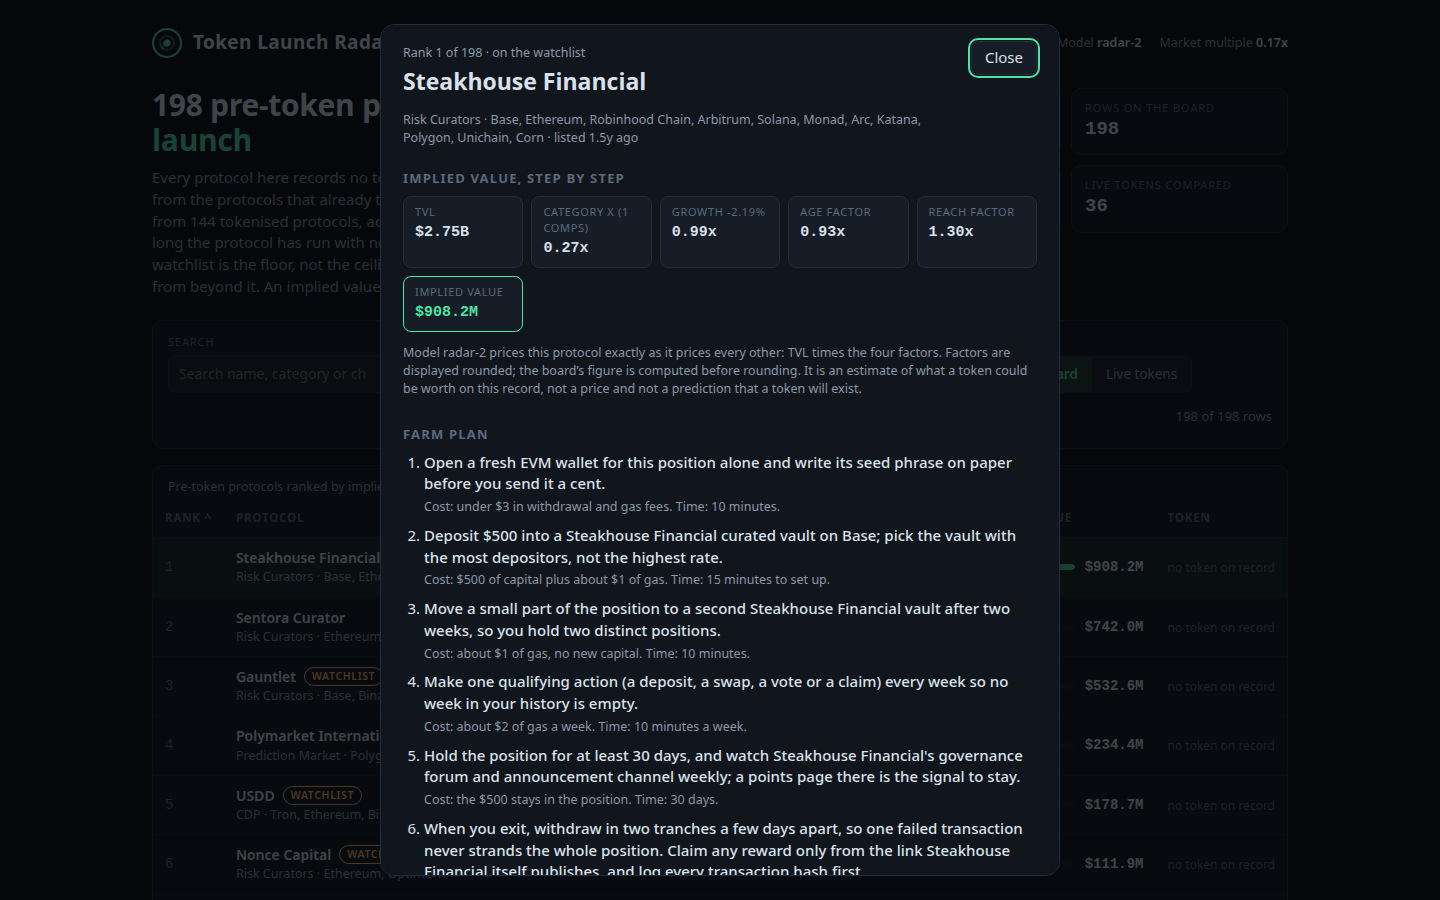 Token Launch Rada
Model radar-2
Market multiple 0.17x
198 pre-token p
launch
Every protocol here records no t
from the protocols that already t
from 144 tokenised protocols, ac
long the protocol has run with n
watchlist is the floor, not the ceili
from beyond it. An implied value
ROWS ON THE BOARD
198
LIVE TOKENS COMPARED
36
SEARCH
Search name, category or ch
ard
Live tokens
198 of 198 rows
Pre-token protocols ranked by implie
RANK ^
PROTOCOL
UE
TOKEN
1
Steakhouse Financial
Risk Curators · Base, Ethe
$908.2M
no token on record
2
Sentora Curator
Risk Curators · Ethereum
$742.0M
no token on record
3
Gauntlet WATCHLIST
Risk Curators · Base, Bina
$532.6M
no token on record
4
Polymarket Internati
Prediction Market · Polyg
$234.4M
no token on record
5
USDD WATCHLIST
CDP · Tron, Ethereum, Bi
$178.7M
no token on record
6
Nonce Capital WATC
Risk Curators · Ethereum,
$111.9M
no token on record
Rank 1 of 198 · on the watchlist
Close
Steakhouse Financial
Risk Curators · Base, Ethereum, Robinhood Chain, Arbitrum, Solana, Monad, Arc, Katana,
Polygon, Unichain, Corn · listed 1.5y ago
IMPLIED VALUE, STEP BY STEP
TVL
$2.75B
CATEGORY X (1
COMPS)
0.27x
GROWTH -2.19%
0.99x
AGE FACTOR
0.93x
REACH FACTOR
1.30x
IMPLIED VALUE
$908.2M
Model radar-2 prices this protocol exactly as it prices every other: TVL times the four factors. Factors are
displayed rounded; the board's figure is computed before rounding. It is an estimate of what a token could
be worth on this record, not a price and not a prediction that a token will exist.
FARM PLAN
1. Open a fresh EVM wallet for this position alone and write its seed phrase on paper
before you send it a cent.
Cost: under $3 in withdrawal and gas fees. Time: 10 minutes.
2. Deposit $500 into a Steakhouse Financial curated vault on Base; pick the vault with
the most depositors, not the highest rate.
Cost: $500 of capital plus about $1 of gas. Time: 15 minutes to set up.
3. Move a small part of the position to a second Steakhouse Financial vault after two
weeks, so you hold two distinct positions.
Cost: about $1 of gas, no new capital. Time: 10 minutes.
4. Make one qualifying action (a deposit, a swap, a vote or a claim) every week so no
week in your history is empty.
Cost: about $2 of gas a week. Time: 10 minutes a week.
5. Hold the position for at least 30 days, and watch Steakhouse Financial's governance
forum and announcement channel weekly; a points page there is the signal to stay.
Cost: the $500 stays in the position. Time: 30 days.
6. When you exit, withdraw in two tranches a few days apart, so one failed transaction
never strands the whole position. Claim any reward only from the link Steakhouse
Financial itself publishes, and log every transaction hash first.